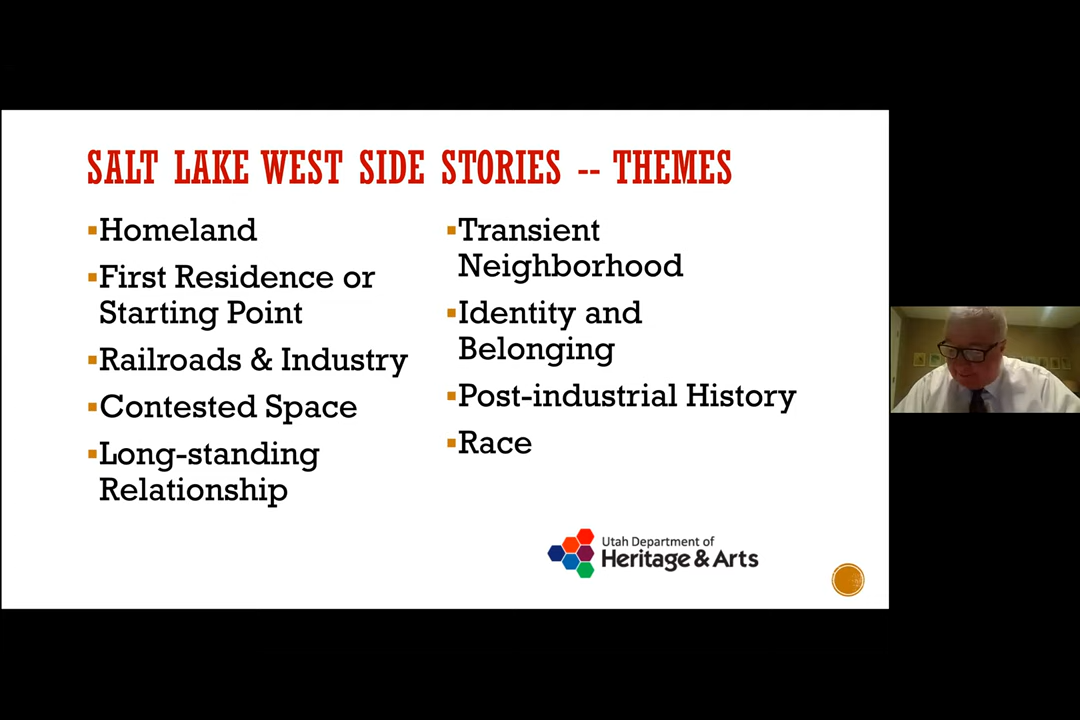 SALT LAKE WEST SIDE STORIES -- THEMES
▪Homeland
▪First Residence or
Starting Point
▪Railroads & Industry
▪Contested Space
▪Long-standing
Relationship
▪Transient
Neighborhood
▪Identity and
Belonging
▪Post-industrial History
▪Race
Utah Department of
Heritage & Arts